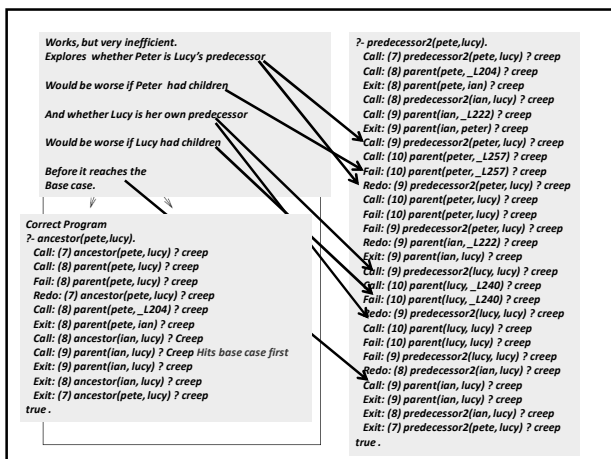 Works, but very inefficient.
Explores whether Peter is Lucy's predecessor
Would be worse if Peter had children
And whether Lucy is her own predecessor
Would be worse if Lucy had children
Before it reaches the
Base case.
Correct Program
?- ancestor(pete,lucy).
Call: (7) ancestor(pete,lucy) ? creep
Call: (8) parent(pete,lucy) ? creep
Fail: (8) parent(pete,lucy) ? creep
Redo: (7) ancestor(pete,lucy) ? creep
Call: (8) parent(pete,_L204) ? creep
Exit: (8) parent(pete,ian) ? creep
Call: (8) ancestor(ian,lucy) ? Creep
Call: (9) parent(ian,lucy) ? Creep Hits base case first
Exit: (9) parent(ian,lucy) ? creep
Exit: (8) ancestor(ian,lucy) ? creep
Exit: (7) ancestor(pete,lucy) ? creep
true .
?- predecessor2(pete,lucy).
Call: (7) predecessor2(pete,lucy) ? creep
Call: (8) parent(pete,_L204) ? creep
Exit: (8) parent(pete,ian) ? creep
Call: (8) predecessor2(ian,lucy) ? creep
Call: (9) parent(ian,_L222) ? creep
Exit: (9) parent(ian,peter) ? creep
Call: (9) predecessor2(peter,lucy) ? creep
Call: (10) parent(peter,_L257) ? creep
Fail: (10) parent(peter,_L257) ? creep
Redo: (9) predecessor2(peter,lucy) ? creep
Call: (10) parent(peter,lucy) ? creep
Fail: (10) parent(peter,lucy) ? creep
Fail: (9) predecessor2(peter,lucy) ? creep
Redo: (9) parent(ian,_L222) ? creep
Exit: (9) parent(ian,lucy) ? creep
Call: (9) predecessor2(lucy,lucy) ? creep
Call: (10) parent(lucy,_L240) ? creep
Fail: (10) parent(lucy,_L240) ? creep
Redo: (9) predecessor2(lucy,lucy) ? creep
Call: (10) parent(lucy,lucy) ? creep
Fail: (10) parent(lucy,lucy) ? creep
Fail: (9) predecessor2(lucy,lucy) ? creep
Redo: (8) predecessor2(ian,lucy) ? creep
Call: (9) parent(ian,lucy) ? creep
Exit: (9) parent(ian,lucy) ? creep
Exit: (8) predecessor2(ian,lucy) ? creep
Exit: (7) predecessor2(pete,lucy) ? creep
true .